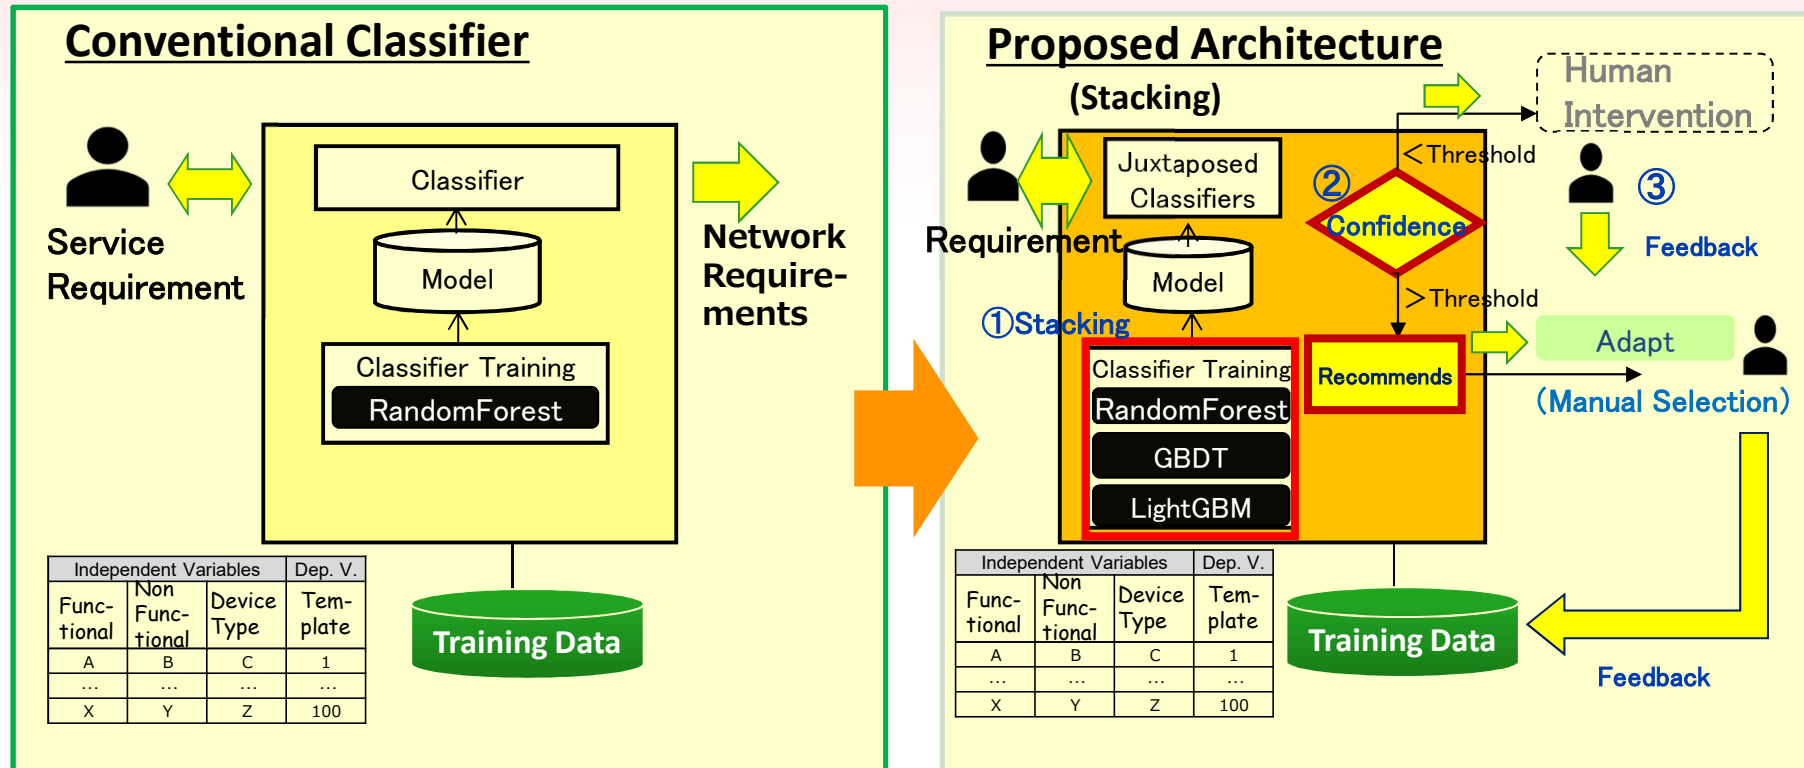 Conventional Classifier
Service
Requirement
Classifier
Model
Classifier Training
RandomForest
Network
Require-
ments
Independent Variables Dep. V.
Func-
tional
Non
Func-
tional
Device
Type
Tem-
plate
A B C 1
... ... ... ...
X Y Z 100
Training Data
Proposed Architecture
(Stacking)
Requirement
Juxtaposed
Classifiers
Model
①Stacking
Classifier Training
RandomForest
GBDT
LightGBM
②
Confidence
＜Threshold
＞Threshold
Recommends
Human
Intervention
③
Feedback
Adapt
(Manual Selection)
Independent Variables Dep. V.
Func-
tional
Non
Func-
tional
Device
Type
Tem-
plate
A B C 1
... ... ... ...
X Y Z 100
Training Data
Feedback